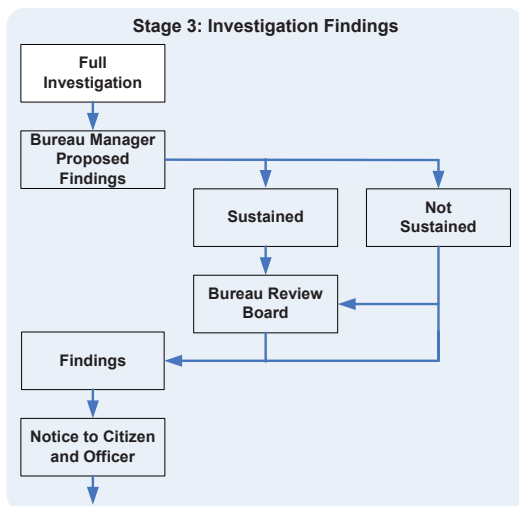 Stage 3: Investigation Findings
Full
Investigation
Bureau Manager
Proposed
Findings
Sustained
Not
Sustained
Bureau Review
Board
Findings
Notice to Citizen
and Officer